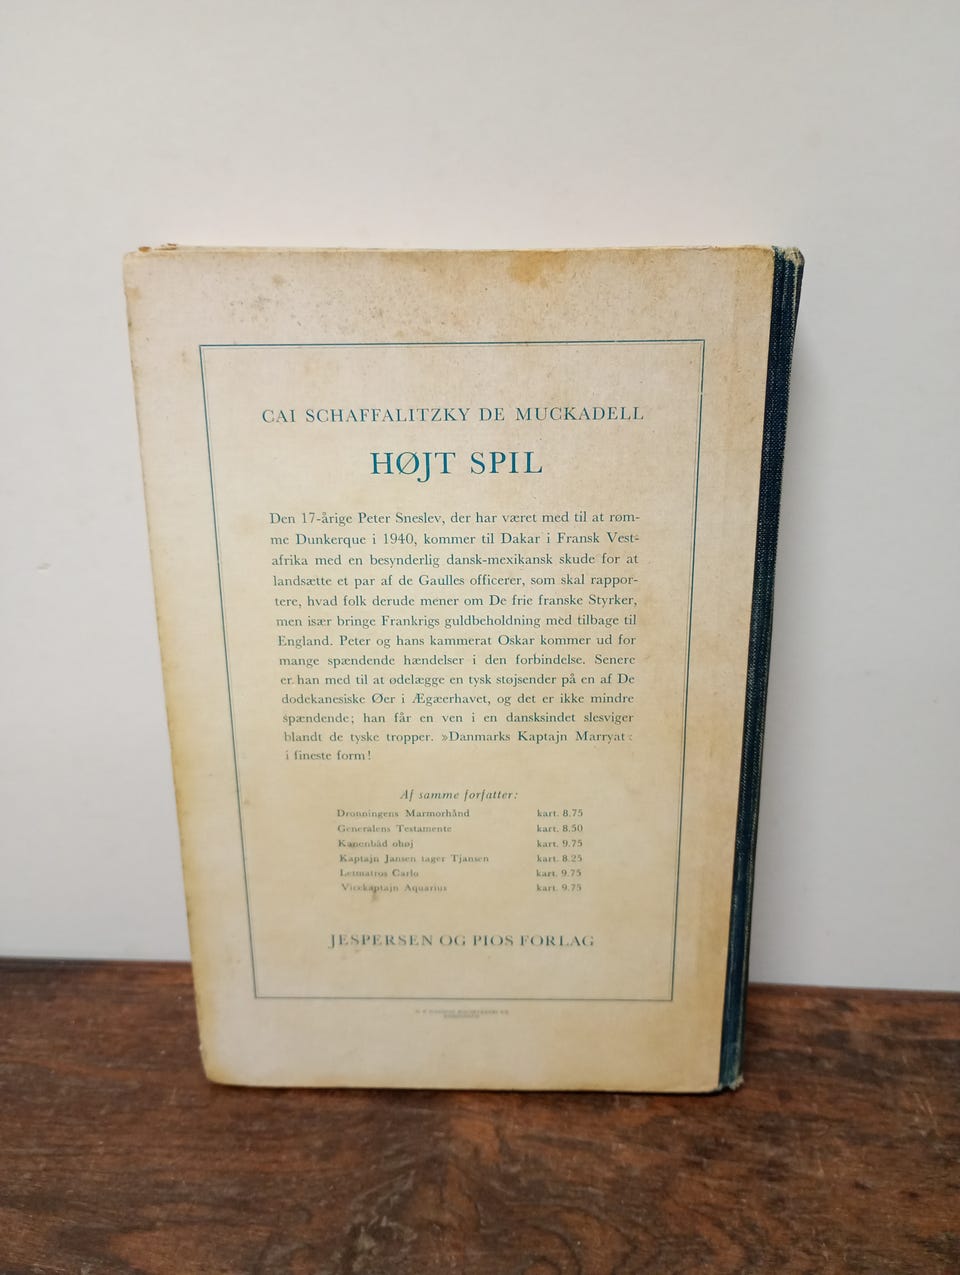 CAI SCHAFFALITZKY DE MUCKADELL
HØJT SPIL
Den 17-årige Peter Sneslev, der har været med til at røm-
me Dunkerque i 1940, kommer til Dakar i Fransk Vest-
afrika med en besynderlig dansk-mexikansk skude for at
landsætte et par af de Gaulles officerer, som skal rappor-
tere, hvad folk derude mener om De frie franske Styrker,
men især bringe Frankrigs guldbeholdning med tilbage til
England. Peter og hans kammerat Oskar kommer ud for
mange spændende hændelser i den forbindelse. Senere
er han med til at ødelægge en tysk støjsender på en af De
dodekanesiske Øer i Ægæerhavet, og det er ikke mindre
spændende; han får en ven i en dansksindet slesviger
blandt de tyske tropper. »Danmarks Kaptajn Marryat«
i fineste form!
Af samme forfatter:
Dronningens Marmorhånd kart. 8.75
Generalens Testamente kart. 8.50
Kanonbåd ohøj kart. 9.75
Kaptajn Jansen tager Tjansen kart. 8.25
Letmatros Carlo kart. 9.75
Vicekaptajn Aquarius kart. 9.75
JESPERSEN OG PIOS FORLAG